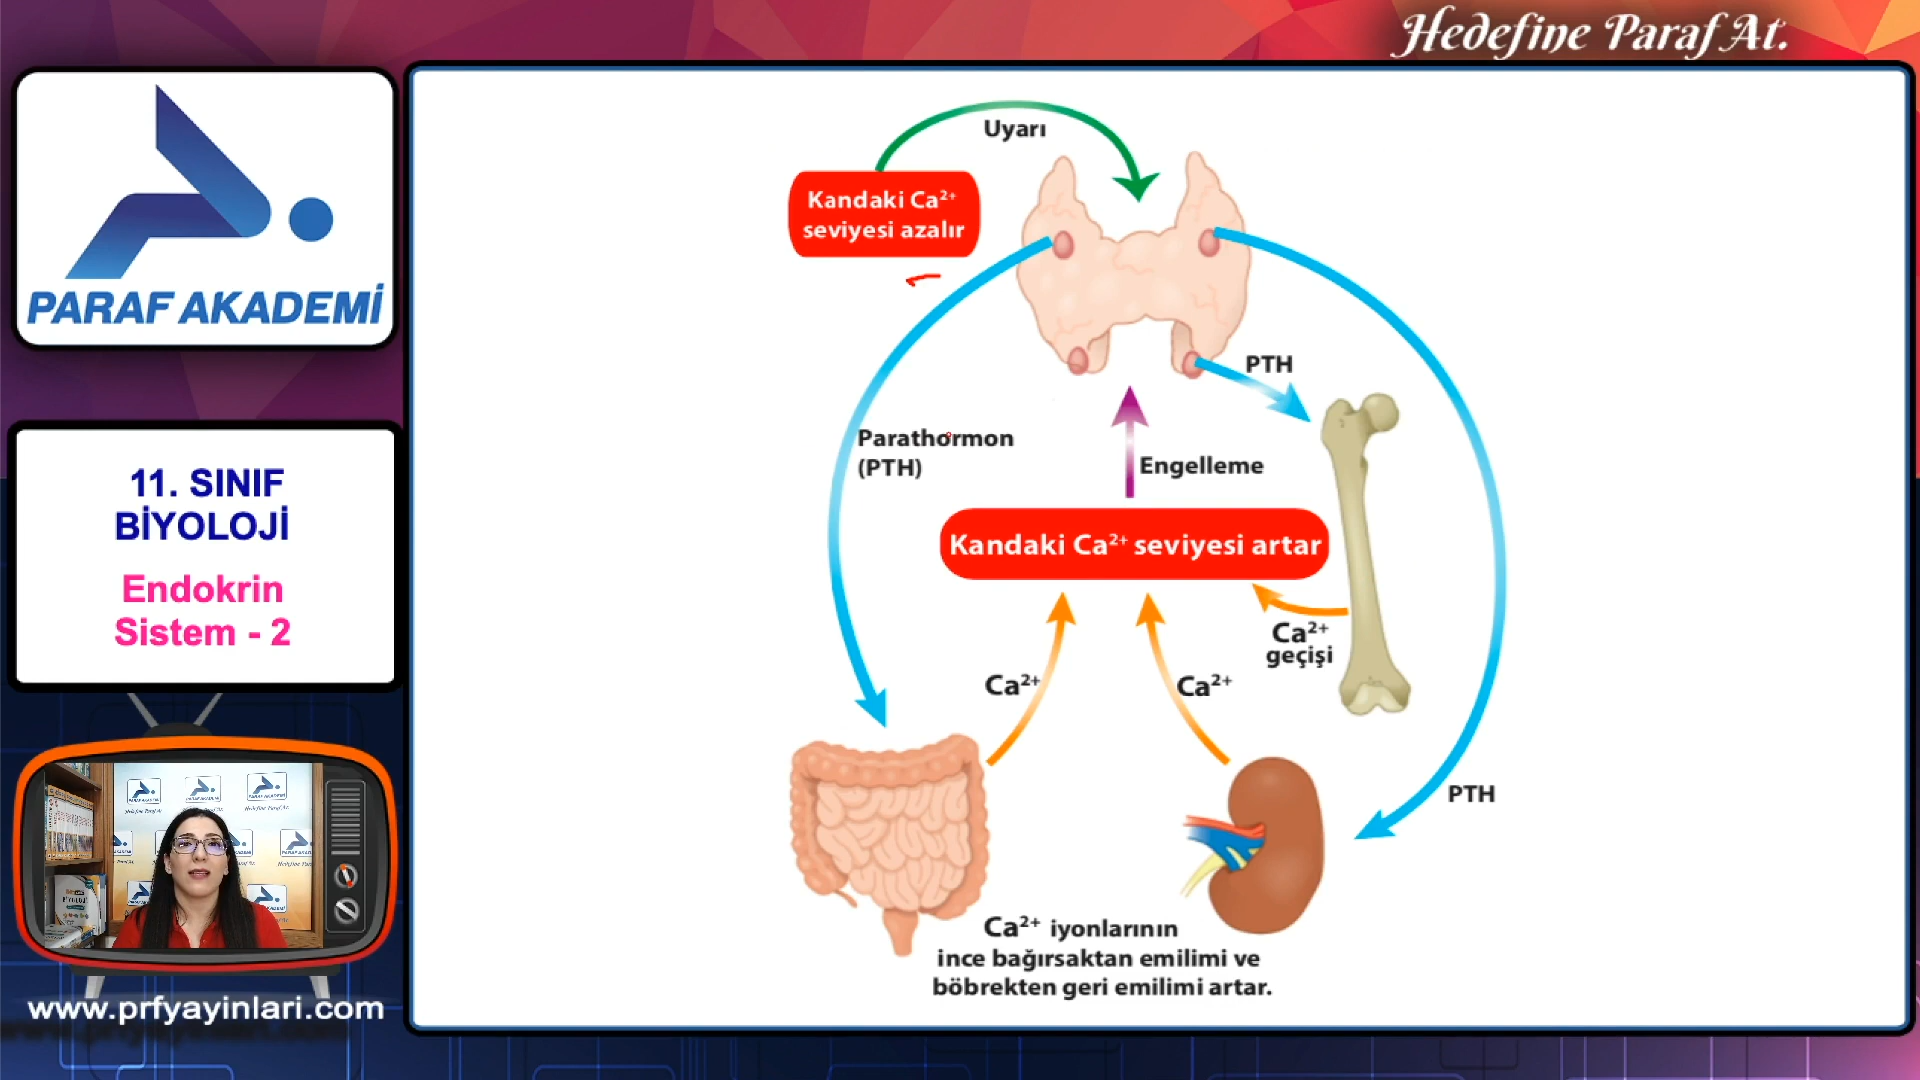 Hedefine Paraf At.
PARAF AKADEMİ
11. SINIF
BİYOLOJİ
Endokrin
Sistem - 2
www.prfyayinlari.com
Uyarı
Kandaki Ca²⁺
seviyesi azalır
PTH
Parathormon
(PTH)
Engelleme
Kandaki Ca²⁺ seviyesi artar
Ca²⁺
geçişi
Ca²⁺
Ca²⁺
PTH
Ca²⁺ iyonlarının
ince bağırsaktan emilimi ve
böbrekten geri emilimi artar.